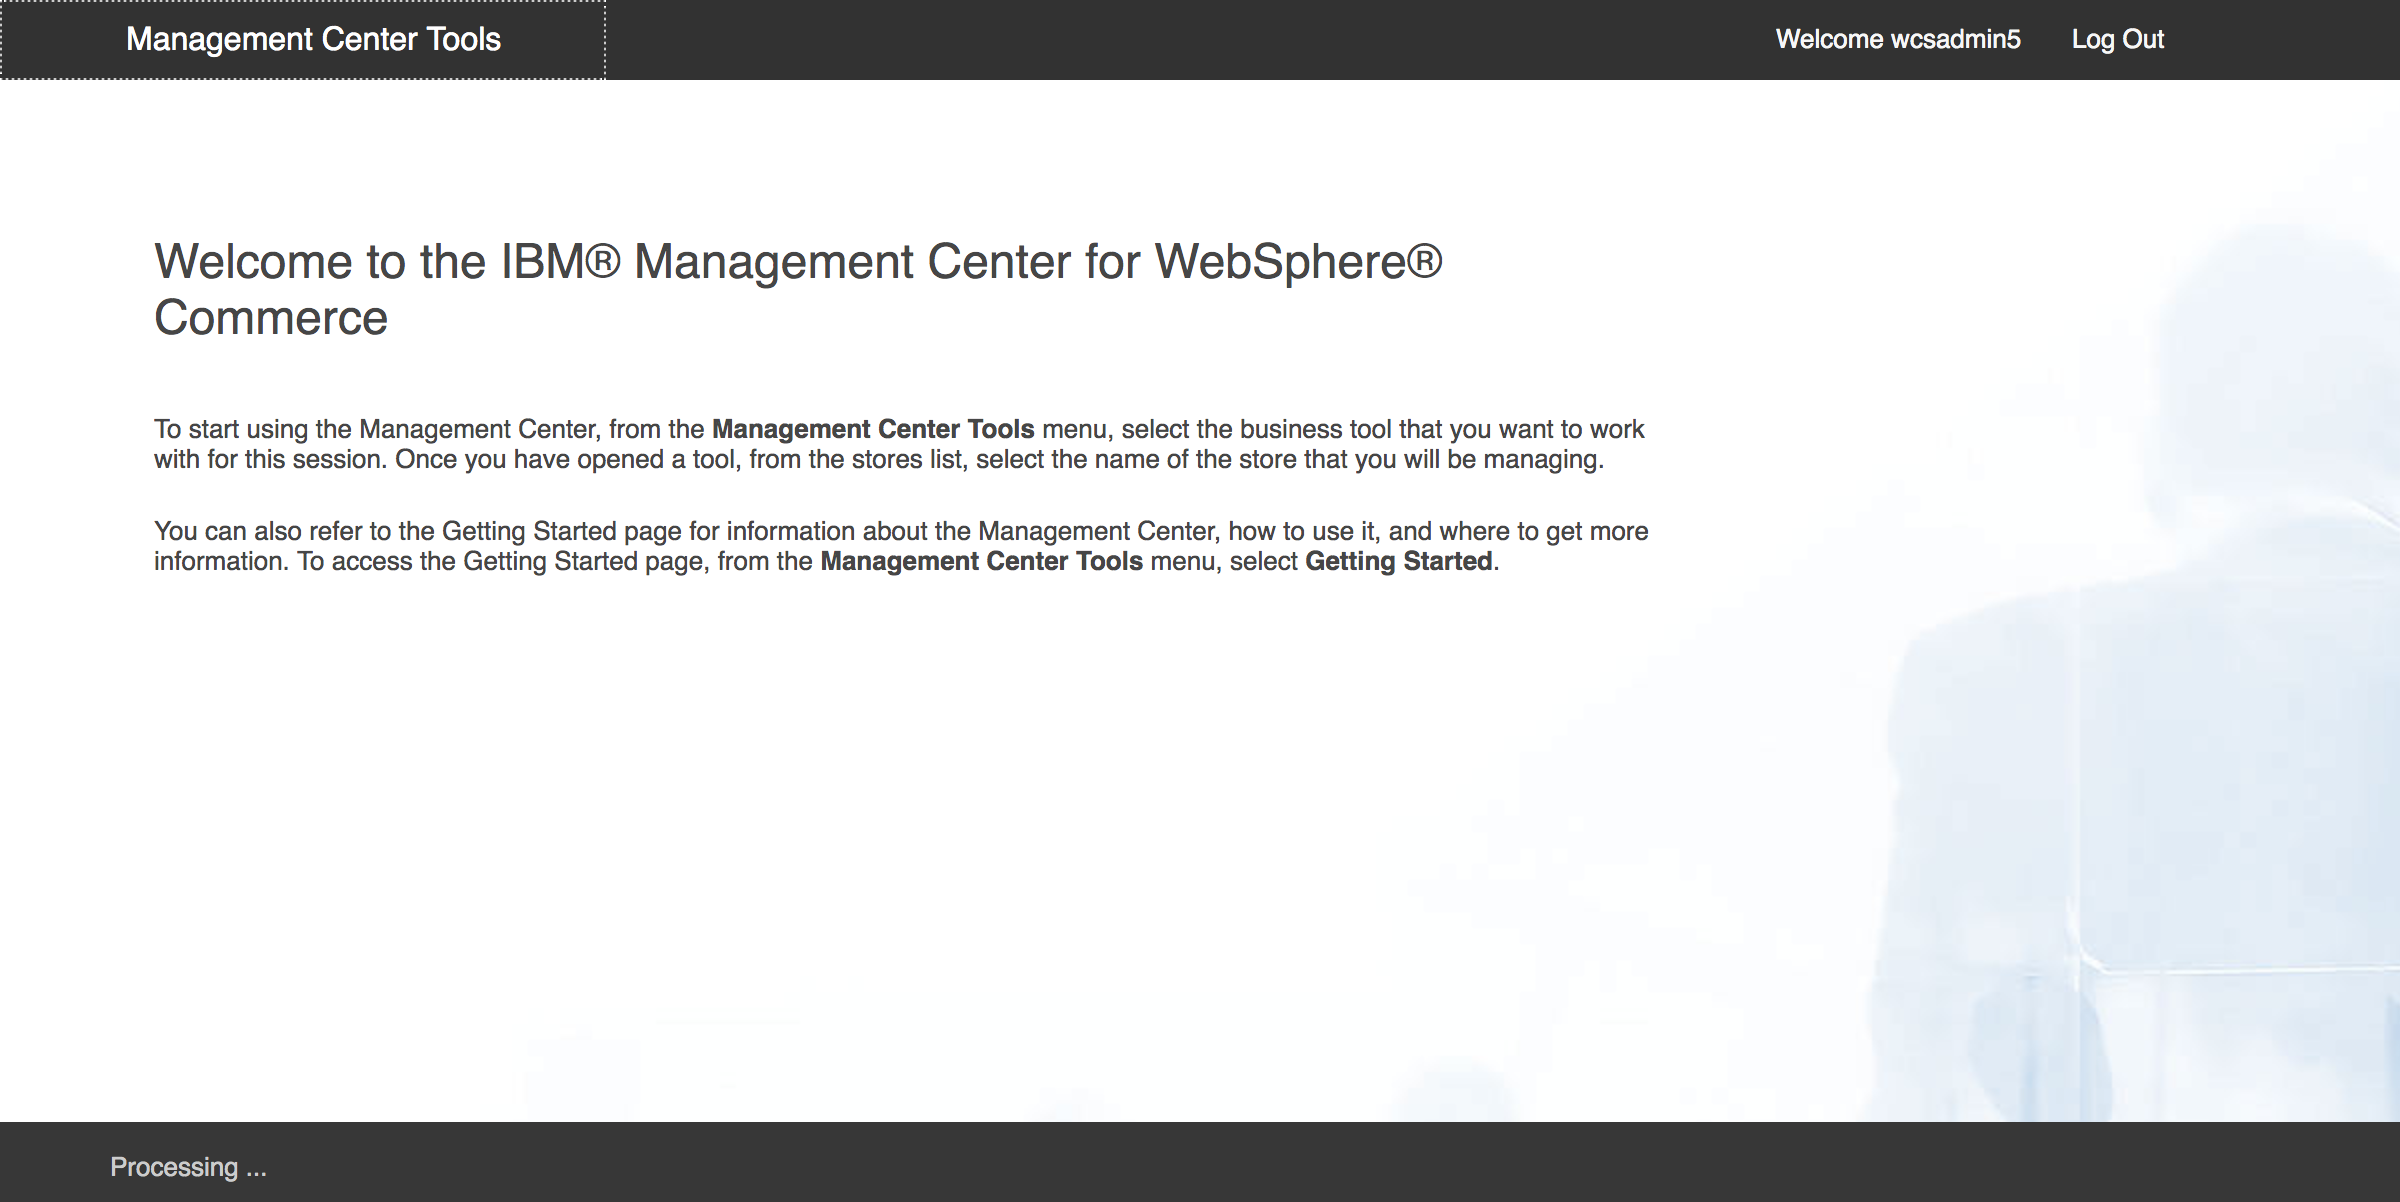 Management Center Tools
Welcome wcsadmin5
Log Out
Welcome to the IBM® Management Center for WebSphere®
Commerce
To start using the Management Center, from the Management Center Tools menu, select the business tool that you want to work
with for this session. Once you have opened a tool, from the stores list, select the name of the store that you will be managing.
You can also refer to the Getting Started page for information about the Management Center, how to use it, and where to get more
information. To access the Getting Started page, from the Management Center Tools menu, select Getting Started.
Processing ...